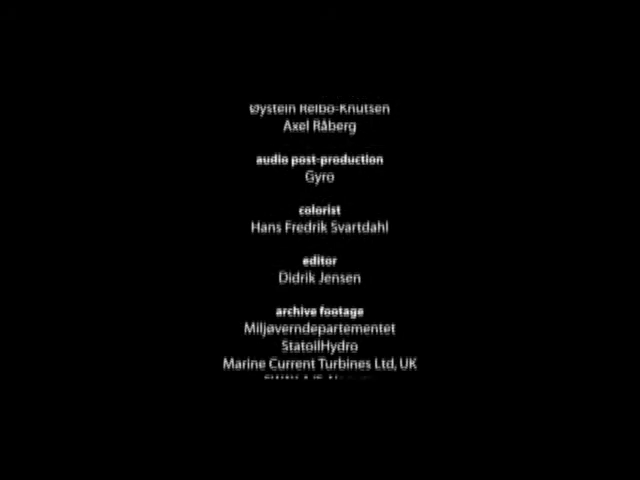 Øystein Reibo-Knutsen
Axel Råberg
audio post-production
Gyro
colorist
Hans Fredrik Svartdahl
editor
Didrik Jensen
archive footage
Miljøverndepartementet
StatoilHydro
Marine Current Turbines Ltd, UK